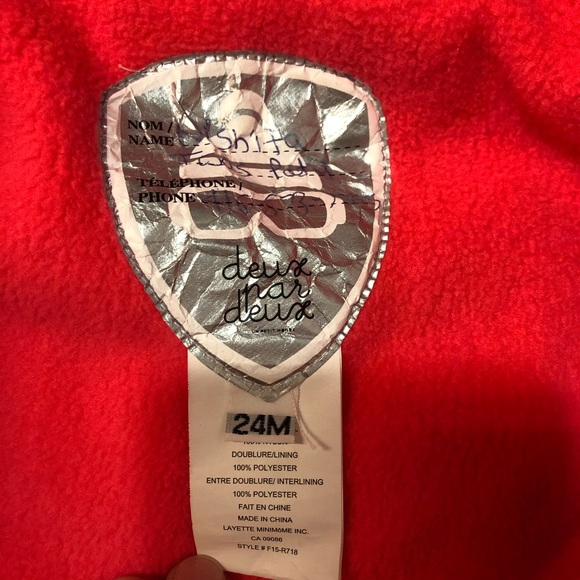 NOM /
NAME
TÉLÉPHONE /
PHONE
deux
par
deux
24M
DOUBLURE/LINING
100% POLYESTER
ENTRE DOUBLURE/ INTERLINING
100% POLYESTER
FAIT EN CHINE
MADE IN CHINA
LAYETTE MINIMÔME INC.
CA 09086
STYLE # F15-R718